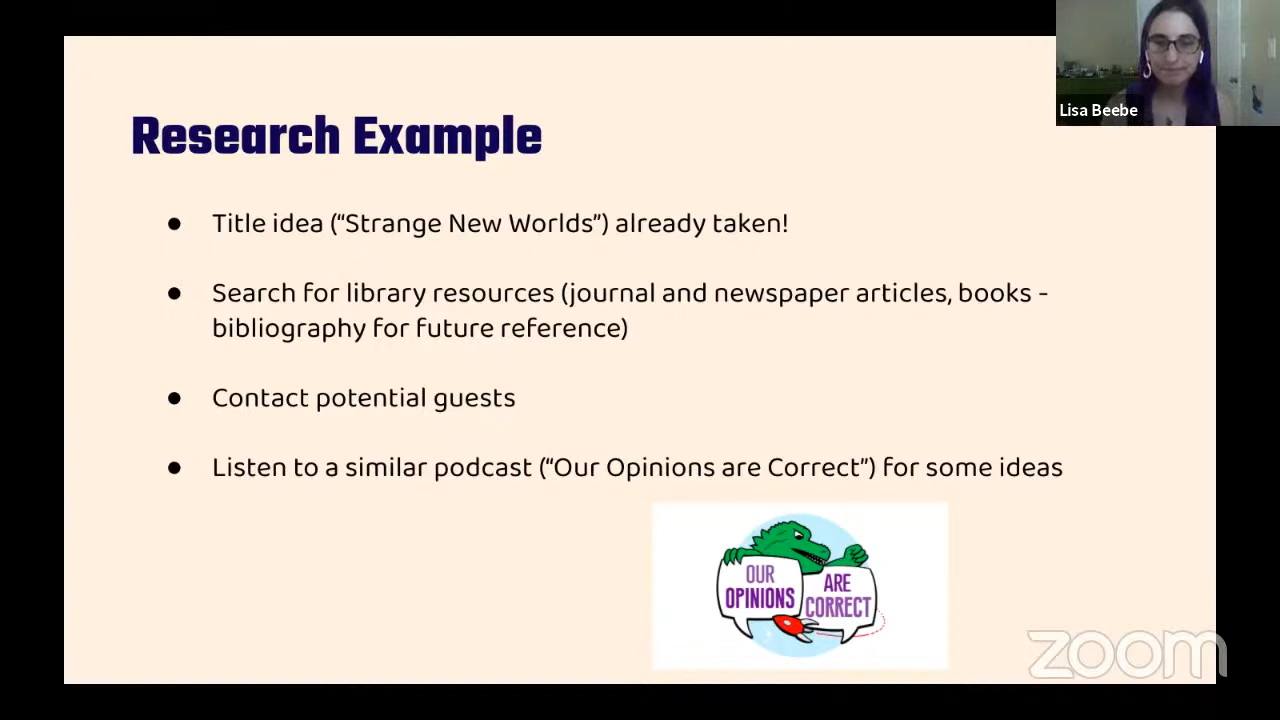 Lisa Beebe
Research Example
● Title idea (“Strange New Worlds”) already taken!
● Search for library resources (journal and newspaper articles, books -
bibliography for future reference)
● Contact potential guests
● Listen to a similar podcast (“Our Opinions are Correct”) for some ideas
OUR
OPINIONS
ARE
CORRECT
zoom